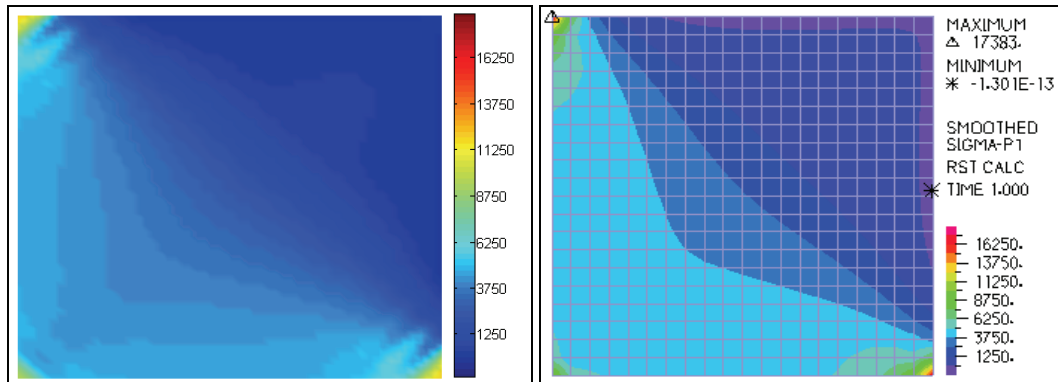 16250
13750
11250
8750
6250
3750
1250
MAXIMUM
△ 17383.
MINIMUM
✳ -1.301E-13
SMOOTHED
SIGMA-P1
RST CALC
TIME 1.000
16250.
13750.
11250.
8750.
6250.
3750.
1250.